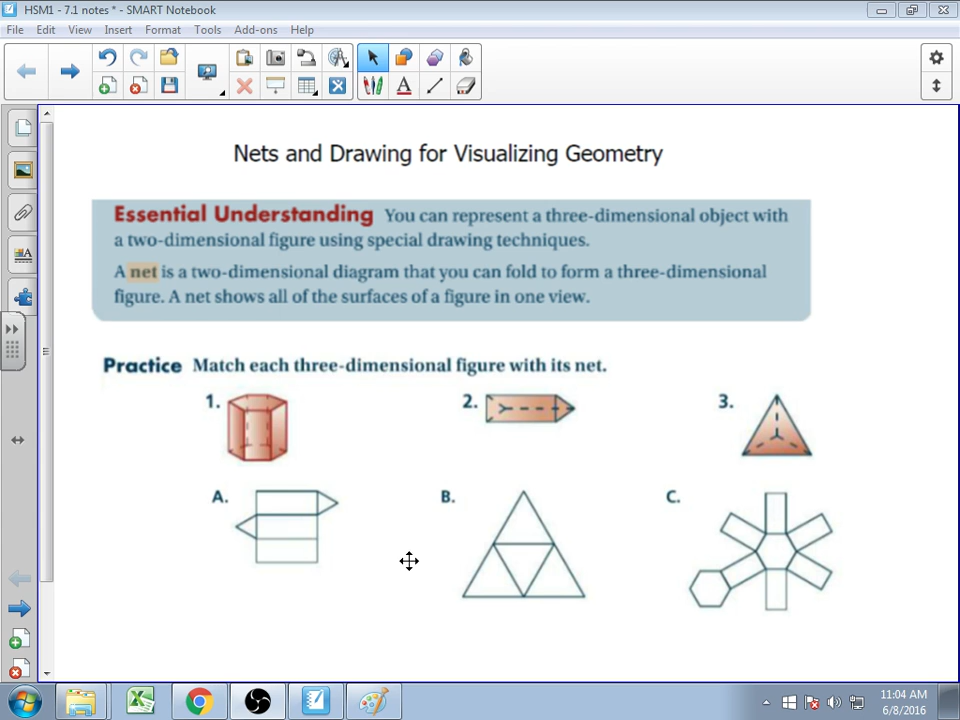 HSM1 - 7.1 notes * - SMART Notebook
File Edit View Insert Format Tools Add-ons Help
Nets and Drawing for Visualizing Geometry
Essential Understanding You can represent a three-dimensional object with
a two-dimensional figure using special drawing techniques.
A net is a two-dimensional diagram that you can fold to form a three-dimensional
figure. A net shows all of the surfaces of a figure in one view.
Practice Match each three-dimensional figure with its net.
1. 2. 3.
A. B. C.
11:04 AM
6/8/2016